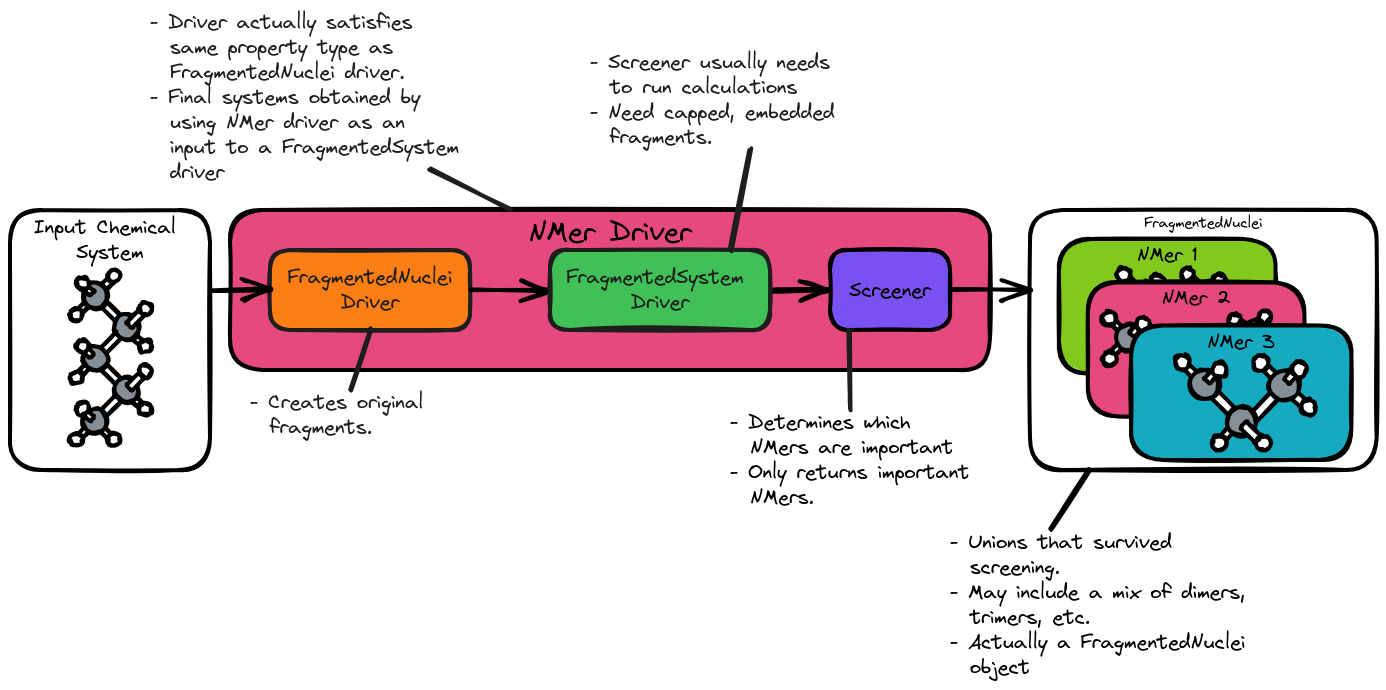 - Driver actually satisfies
same property type as
FragmentedNuclei driver.
- Final systems obtained by
using NMer driver as an
input to a FragmentedSystem
driver
- Screener usually needs
to run calculations
- Need capped, embedded
fragments.
Input Chemical
System
NMer Driver
FragmentedNuclei
Driver
FragmentedSystem
Driver
Screener
FragmentedNuclei
NMer 1
NMer 2
NMer 3
- Creates original
fragments.
- Determines which
NMers are important
- Only returns important
NMers.
- Unions that survived
screening.
- May include a mix of dimers,
trimers, etc.
- Actually a FragmentedNuclei
object